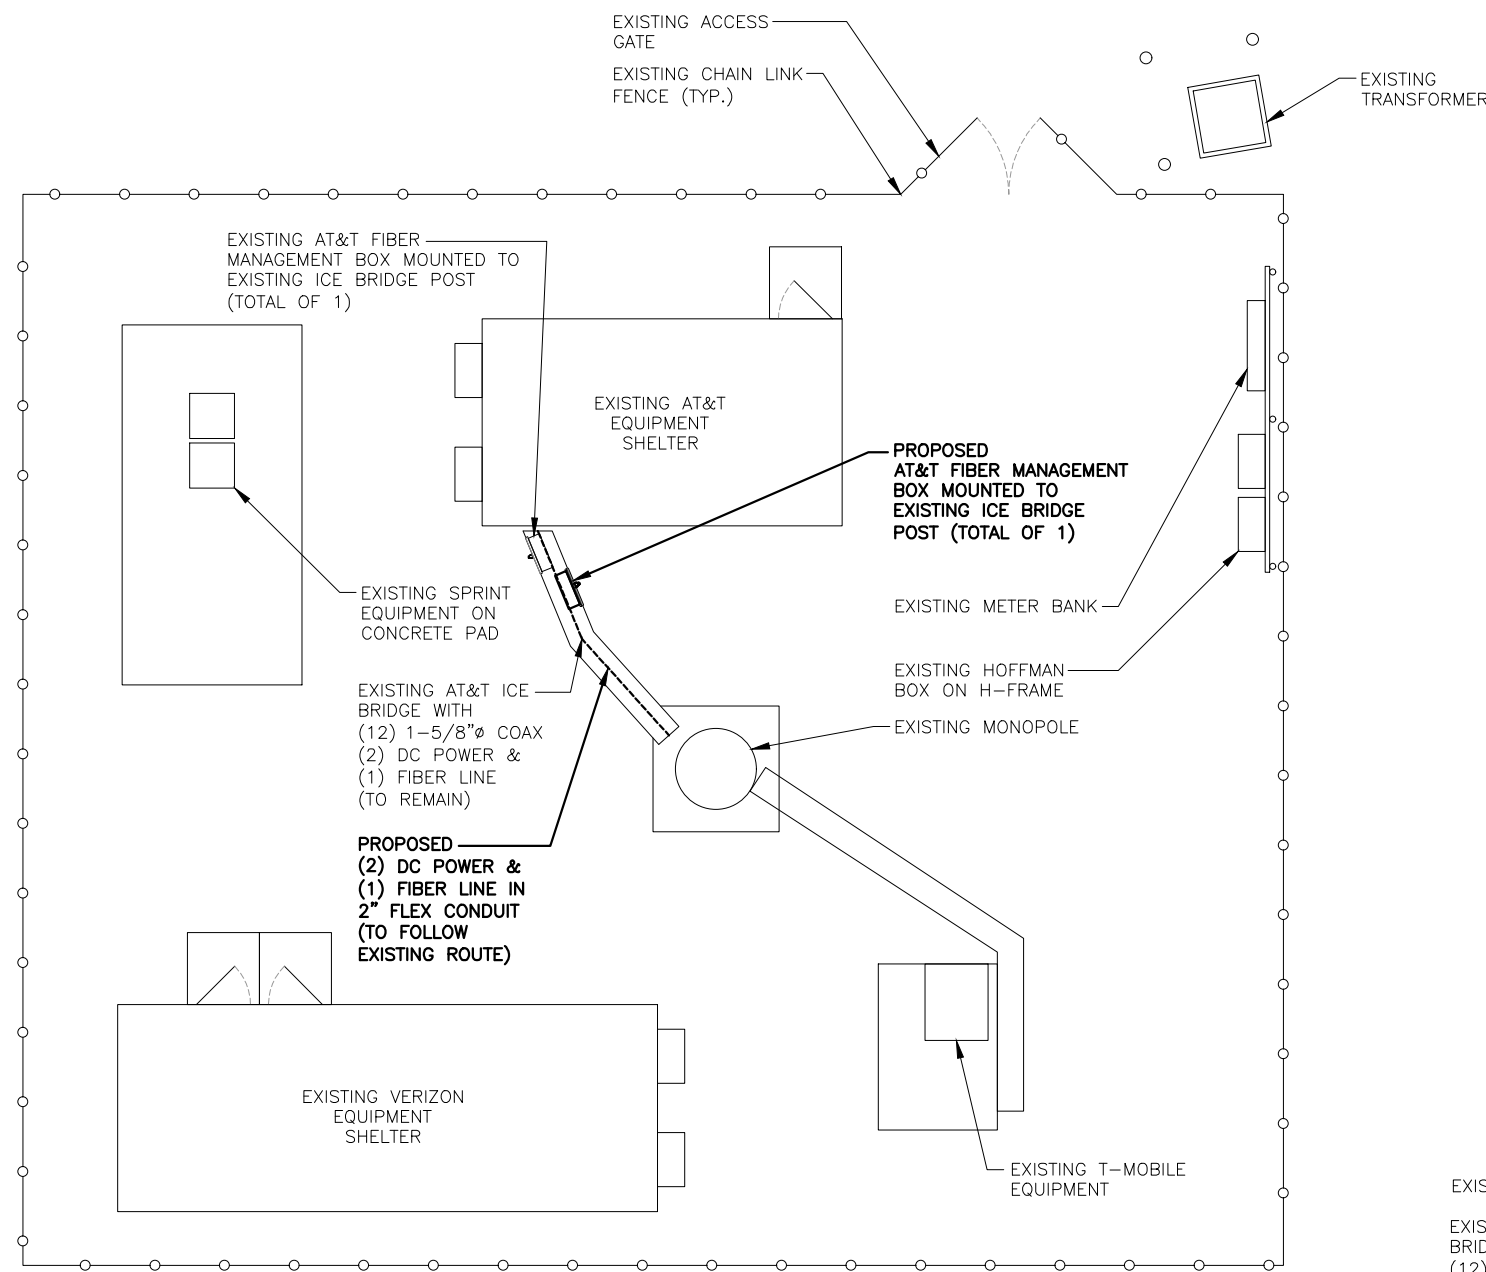 EXISTING ACCESS
GATE
EXISTING CHAIN LINK
FENCE (TYP.)
EXISTING
TRANSFORMER
EXISTING AT&T FIBER
MANAGEMENT BOX MOUNTED TO
EXISTING ICE BRIDGE POST
(TOTAL OF 1)
EXISTING AT&T
EQUIPMENT
SHELTER
PROPOSED
AT&T FIBER MANAGEMENT
BOX MOUNTED TO
EXISTING ICE BRIDGE
POST (TOTAL OF 1)
EXISTING SPRINT
EQUIPMENT ON
CONCRETE PAD
EXISTING METER BANK
EXISTING HOFFMAN
BOX ON H-FRAME
EXISTING AT&T ICE
BRIDGE WITH
(12) 1-5/8"ø COAX
(2) DC POWER &
(1) FIBER LINE
(TO REMAIN)
EXISTING MONOPOLE
PROPOSED
(2) DC POWER &
(1) FIBER LINE IN
2" FLEX CONDUIT
(TO FOLLOW
EXISTING ROUTE)
EXISTING VERIZON
EQUIPMENT
SHELTER
EXISTING T-MOBILE
EQUIPMENT
EXIS
EXIS
BRID
(12)